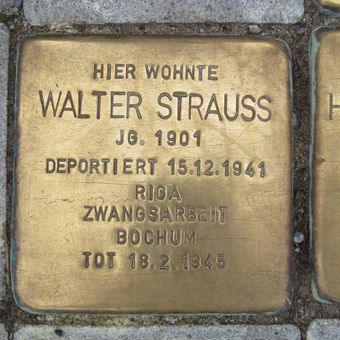 HIER WOHNTE
WALTER STRAUSS
JG. 1901
DEPORTIERT 15.12.1941
RIGA
ZWANGSARBEIT
BOCHUM
TOT 18.2.1945
H